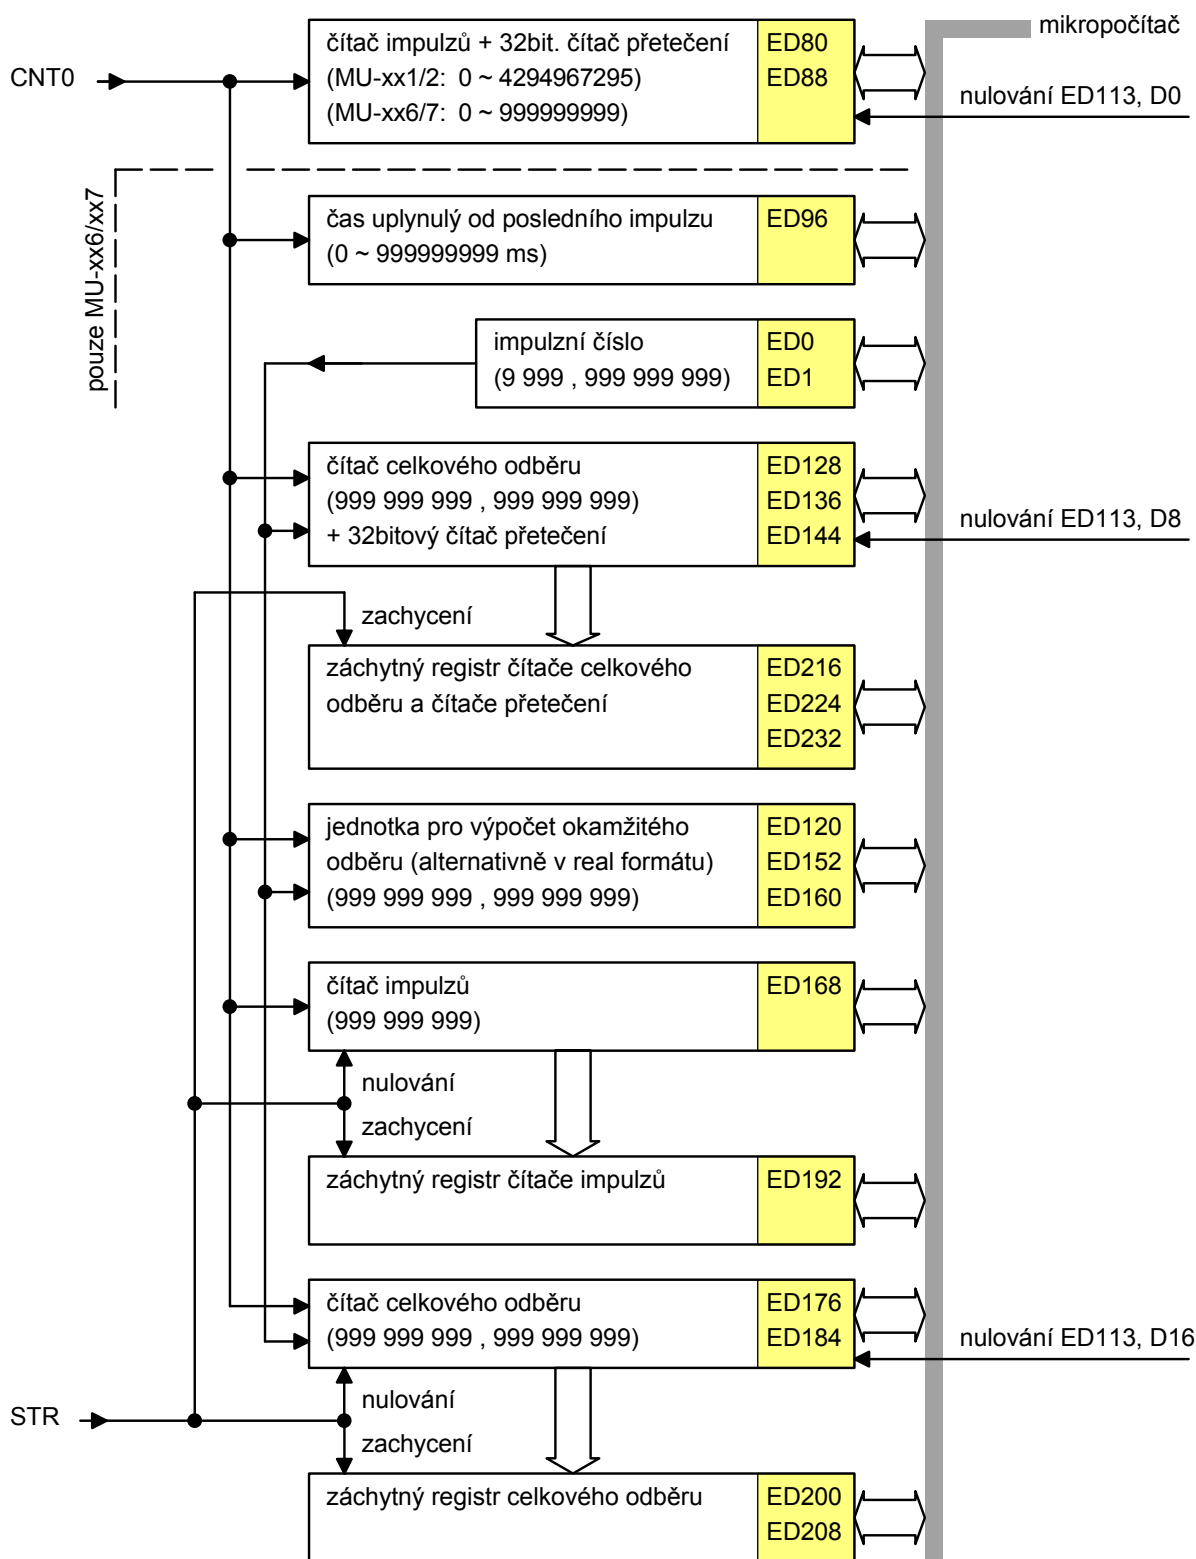 mikropočítač
CNT0
čítač impulzů + 32bit. čítač přetečení
(MU-xx1/2: 0 ~ 4294967295)
(MU-xx6/7: 0 ~ 999999999)
ED80
ED88
nulování ED113, D0
pouze MU-xx6/xx7
čas uplynulý od posledního impulzu
(0 ~ 999999999 ms)
ED96
impulzní číslo
(9 999 , 999 999 999)
ED0
ED1
čítač celkového odběru
(999 999 999 , 999 999 999)
+ 32bitový čítač přetečení
ED128
ED136
ED144
nulování ED113, D8
zachycení
záchytný registr čítače celkového
odběru a čítače přetečení
ED216
ED224
ED232
jednotka pro výpočet okamžitého
odběru (alternativně v real formátu)
(999 999 999 , 999 999 999)
ED120
ED152
ED160
čítač impulzů
(999 999 999)
ED168
nulování
zachycení
záchytný registr čítače impulzů
ED192
čítač celkového odběru
(999 999 999 , 999 999 999)
ED176
ED184
nulování ED113, D16
STR
nulování
zachycení
záchytný registr celkového odběru
ED200
ED208